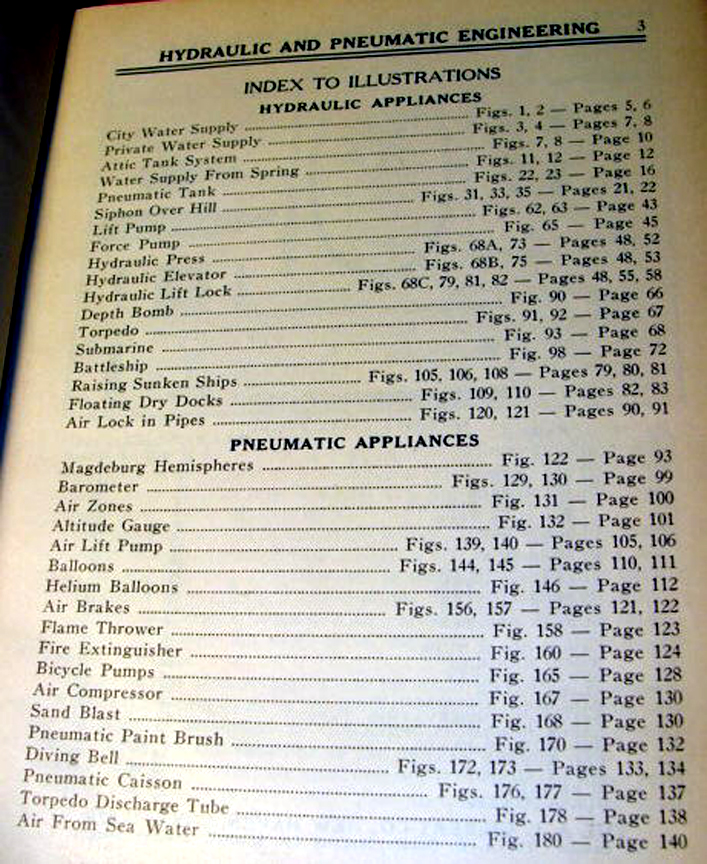 HYDRAULIC AND PNEUMATIC ENGINEERING 3
INDEX TO ILLUSTRATIONS
HYDRAULIC APPLIANCES
City Water Supply ........ Figs. 1, 2 — Pages 5, 6
Private Water Supply ........ Figs. 3, 4 — Pages 7, 8
Attic Tank System ........ Figs. 7, 8 — Page 10
Water Supply From Spring ........ Figs. 11, 12 — Page 12
Pneumatic Tank ........ Figs. 22, 23 — Page 16
Siphon Over Hill ........ Figs. 31, 33, 35 — Pages 21, 22
Lift Pump ........ Figs. 62, 63 — Page 43
Force Pump ........ Fig. 65 — Page 45
Hydraulic Press ........ Figs. 68A, 73 — Pages 48, 52
Hydraulic Elevator ........ Figs. 68B, 75 — Pages 48, 53
Hydraulic Lift Lock ........ Figs. 68C, 79, 81, 82 — Pages 48, 55, 58
Depth Bomb ........ Fig. 90 — Page 66
Torpedo ........ Figs. 91, 92 — Page 67
Submarine ........ Fig. 93 — Page 68
Battleship ........ Fig. 98 — Page 72
Raising Sunken Ships ........ Figs. 105, 106, 108 — Pages 79, 80, 81
Floating Dry Docks ........ Figs. 109, 110 — Pages 82, 83
Air Lock in Pipes ........ Figs. 120, 121 — Pages 90, 91
PNEUMATIC APPLIANCES
Magdeburg Hemispheres ........ Fig. 122 — Page 93
Barometer ........ Figs. 129, 130 — Page 99
Air Zones ........ Fig. 131 — Page 100
Altitude Gauge ........ Fig. 132 — Page 101
Air Lift Pump ........ Figs. 139, 140 — Pages 105, 106
Balloons ........ Figs. 144, 145 — Pages 110, 111
Helium Balloons ........ Fig. 146 — Page 112
Air Brakes ........ Figs. 156, 157 — Pages 121, 122
Flame Thrower ........ Fig. 158 — Page 123
Fire Extinguisher ........ Fig. 160 — Page 124
Bicycle Pumps ........ Fig. 165 — Page 128
Air Compressor ........ Fig. 167 — Page 130
Sand Blast ........ Fig. 168 — Page 130
Pneumatic Paint Brush ........ Fig. 170 — Page 132
Diving Bell ........ Figs. 172, 173 — Pages 133, 134
Pneumatic Caisson ........ Figs. 176, 177 — Page 137
Torpedo Discharge Tube ........ Fig. 178 — Page 138
Air From Sea Water ........ Fig. 180 — Page 140